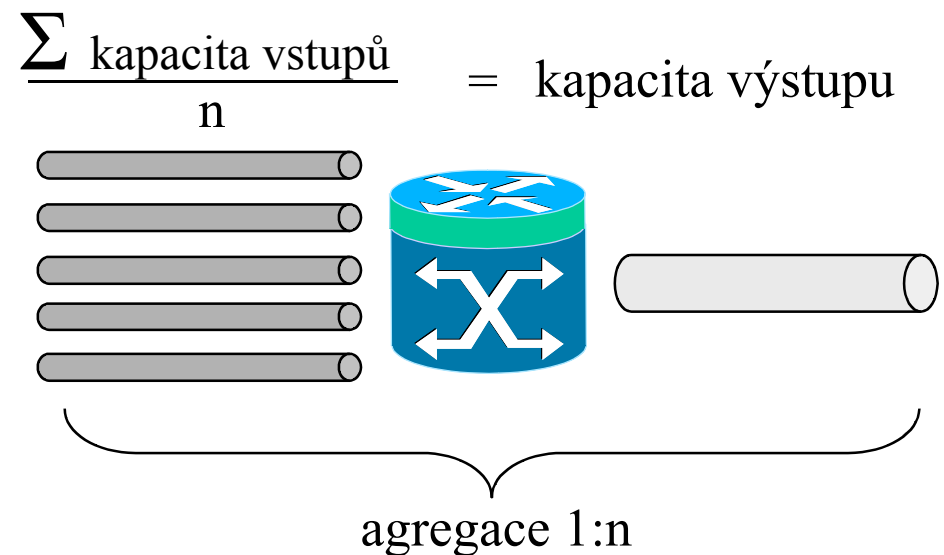 ∑ kapacita vstupů
n
= kapacita výstupu
agregace 1:n